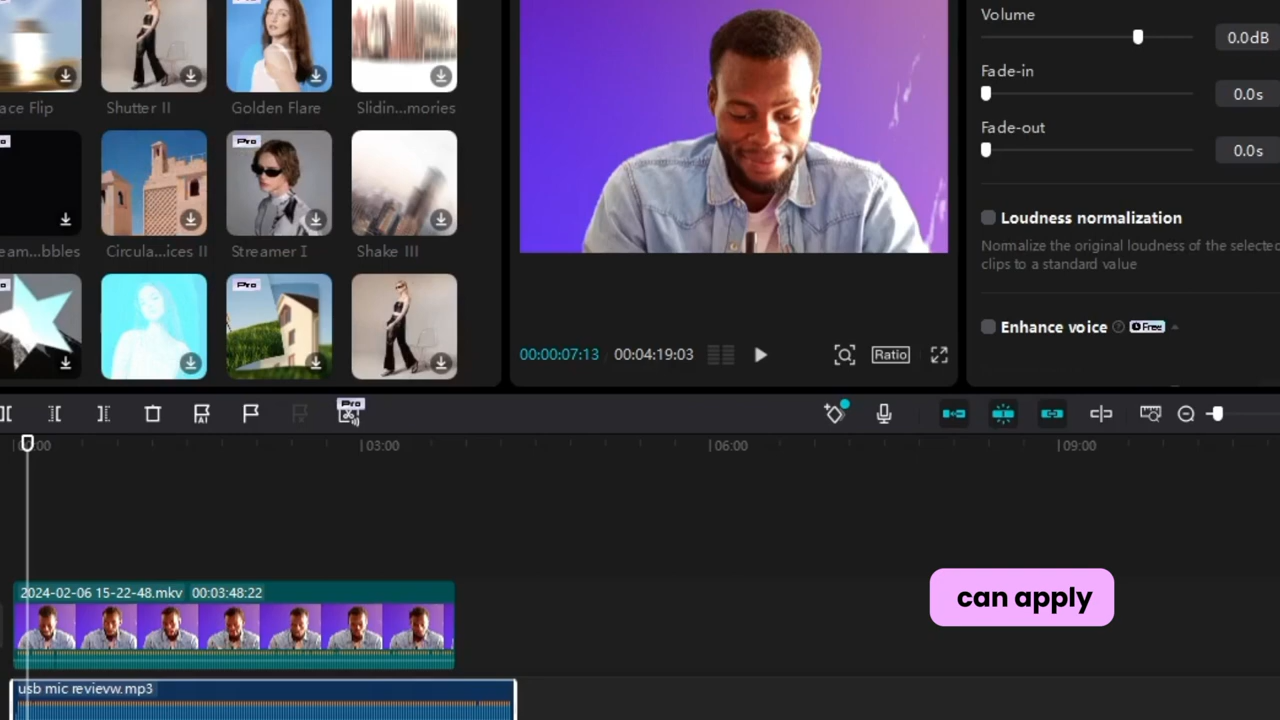 Volume
0.0dB
Fade-in
0.0s
Fade-out
0.0s
Loudness normalization
Normalize the original loudness of the selected
clips to a standard value
Enhance voice
Free
ace Flip
Shutter II
Golden Flare
Slidin...mories
Pro
eam...bbles
Circula...ices II
Streamer I
Shake III
Pro
00:00:07:13
00:04:19:03
Ratio
Pro
AI
00:00
03:00
06:00
09:00
2024-02-06 15-22-48.mkv 00:03:48:22
can apply
usb mic revievw.mp3